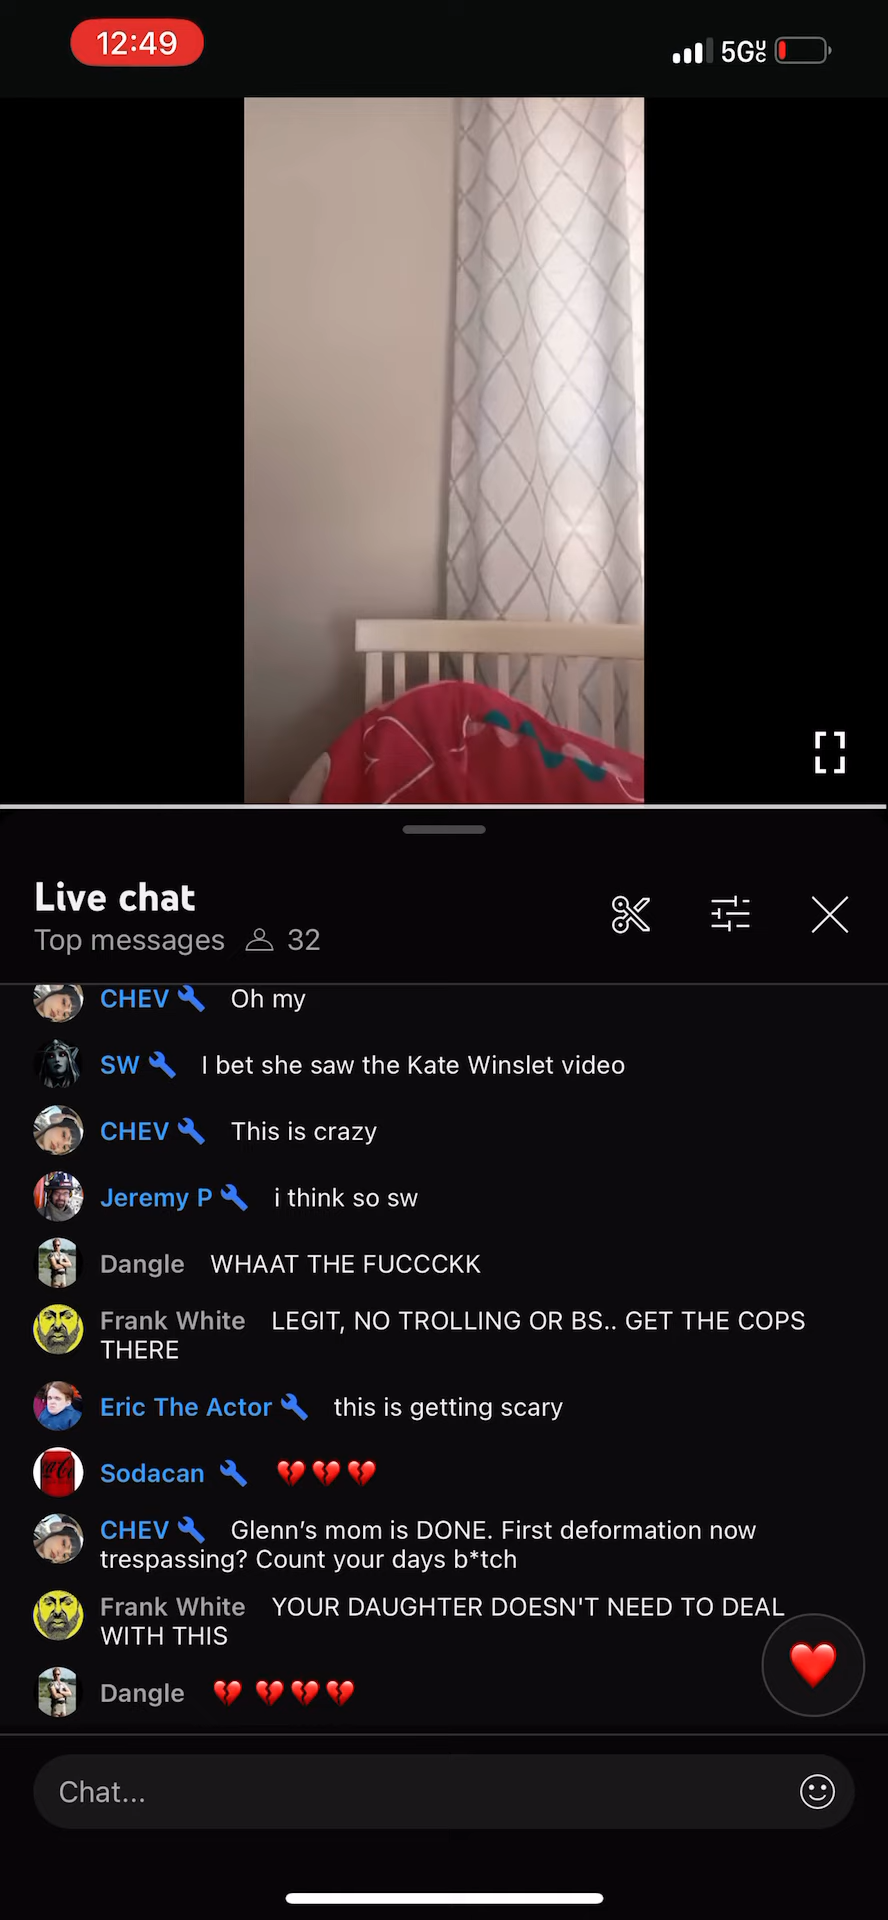 12:49
5G UC
Live chat
Top messages 32
CHEV Oh my
SW I bet she saw the Kate Winslet video
CHEV This is crazy
Jeremy P i think so sw
Dangle WHAAT THE FUCCCKK
Frank White LEGIT, NO TROLLING OR BS.. GET THE COPS
THERE
Eric The Actor this is getting scary
Sodacan 💔💔💔
CHEV Glenn’s mom is DONE. First deformation now
trespassing? Count your days b*tch
Frank White YOUR DAUGHTER DOESN'T NEED TO DEAL
WITH THIS
Dangle 💔 💔💔💔
Chat...